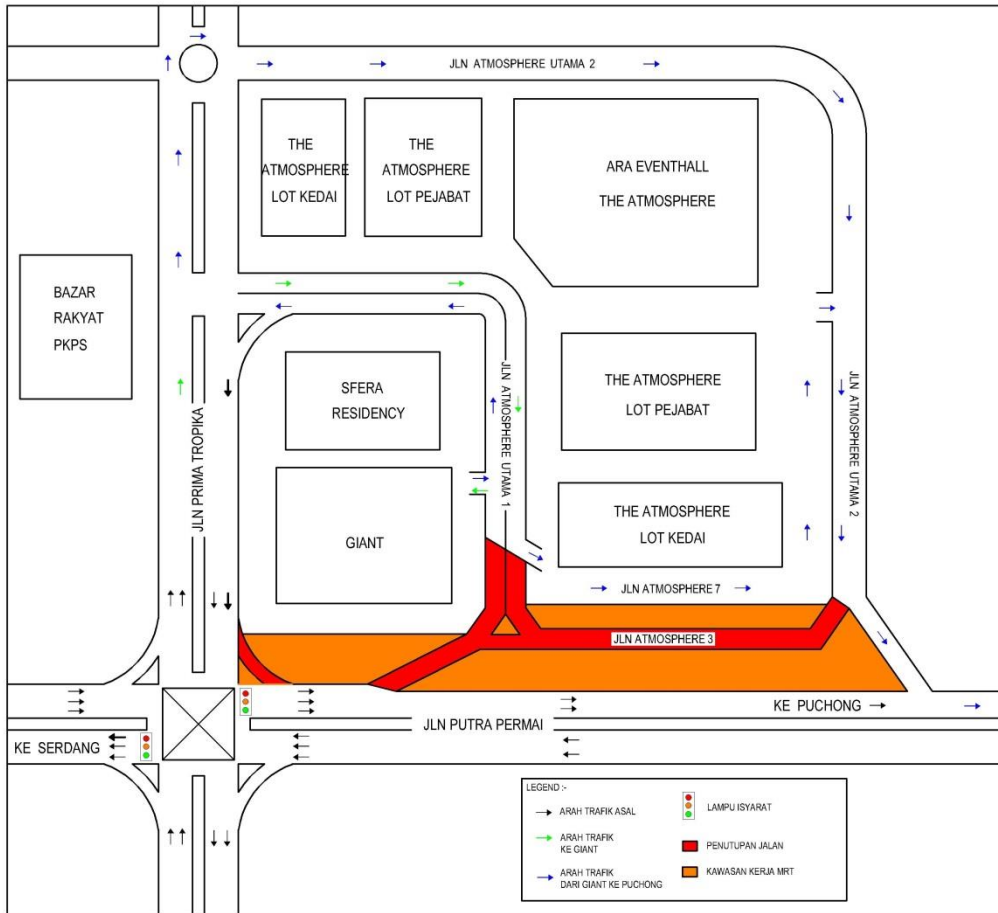 JLN ATMOSPHERE UTAMA 2
THE
ATMOSPHERE
LOT KEDAI
THE
ATMOSPHERE
LOT PEJABAT
ARA EVENTHALL
THE ATMOSPHERE
BAZAR
RAKYAT
PKPS
SFERA
RESIDENCY
JLN ATMOSPHERE UTAMA 1
THE ATMOSPHERE
LOT PEJABAT
JLN ATMOSPHERE UTAMA 2
JLN PRIMA TROPIKA
GIANT
THE ATMOSPHERE
LOT KEDAI
JLN ATMOSPHERE 7
JLN ATMOSPHERE 3
KE PUCHONG
JLN PUTRA PERMAI
KE SERDANG
LEGEND :-
ARAH TRAFIK ASAL
ARAH TRAFIK
KE GIANT
ARAH TRAFIK
DARI GIANT KE PUCHONG
LAMPU ISYARAT
PENUTUPAN JALAN
KAWASAN KERJA MRT